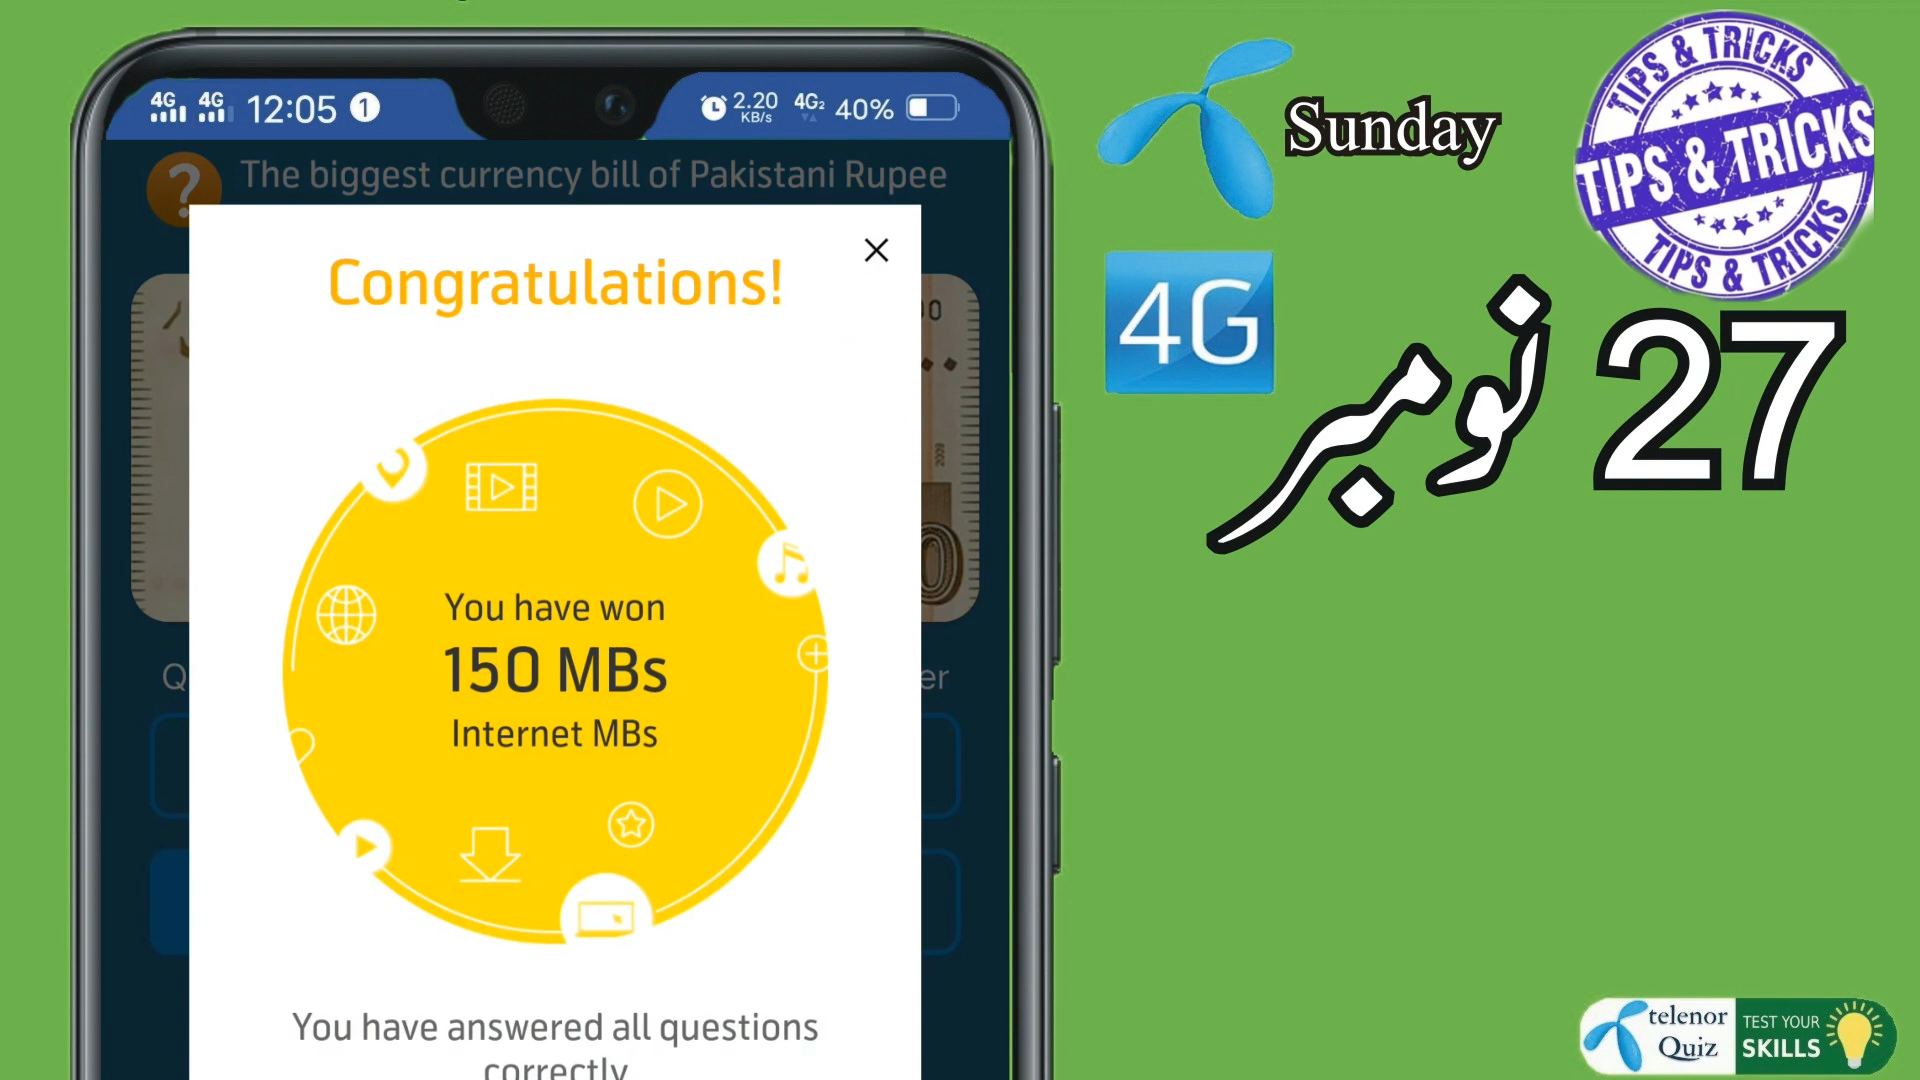 4G 4G 12:05 1
2.20 KB/s 4G2 40%
The biggest currency bill of Pakistani Rupee
Congratulations!
You have won
150 MBs
Internet MBs
You have answered all questions
correctly
Sunday
4G
27 نومبر
TIPS & TRICKS
TIPS & TRICKS
TIPS & TRICKS
telenor
Quiz
TEST YOUR
SKILLS